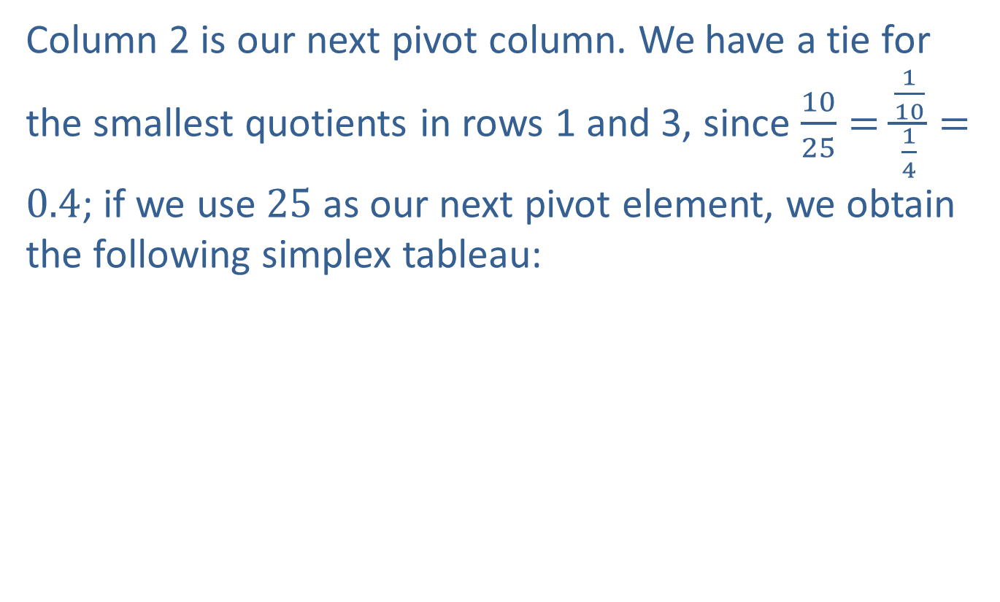 Column 2 is our next pivot column. We have a tie for
the smallest quotients in rows 1 and 3, since \frac{10}{25} = \frac{\frac{1}{10}}{\frac{1}{4}} =
0.4; if we use 25 as our next pivot element, we obtain
the following simplex tableau: